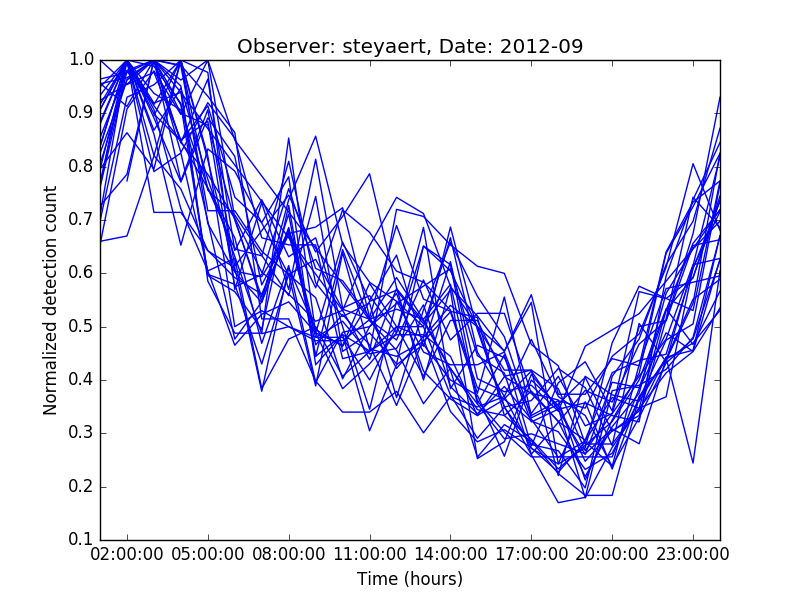 Observer: steyaert, Date: 2012-09
1.0
0.9
0.8
0.7
0.6
0.5
0.4
0.3
0.2
0.1
Normalized detection count
02:00:00 05:00:00 08:00:00 11:00:00 14:00:00 17:00:00 20:00:00 23:00:00
Time (hours)